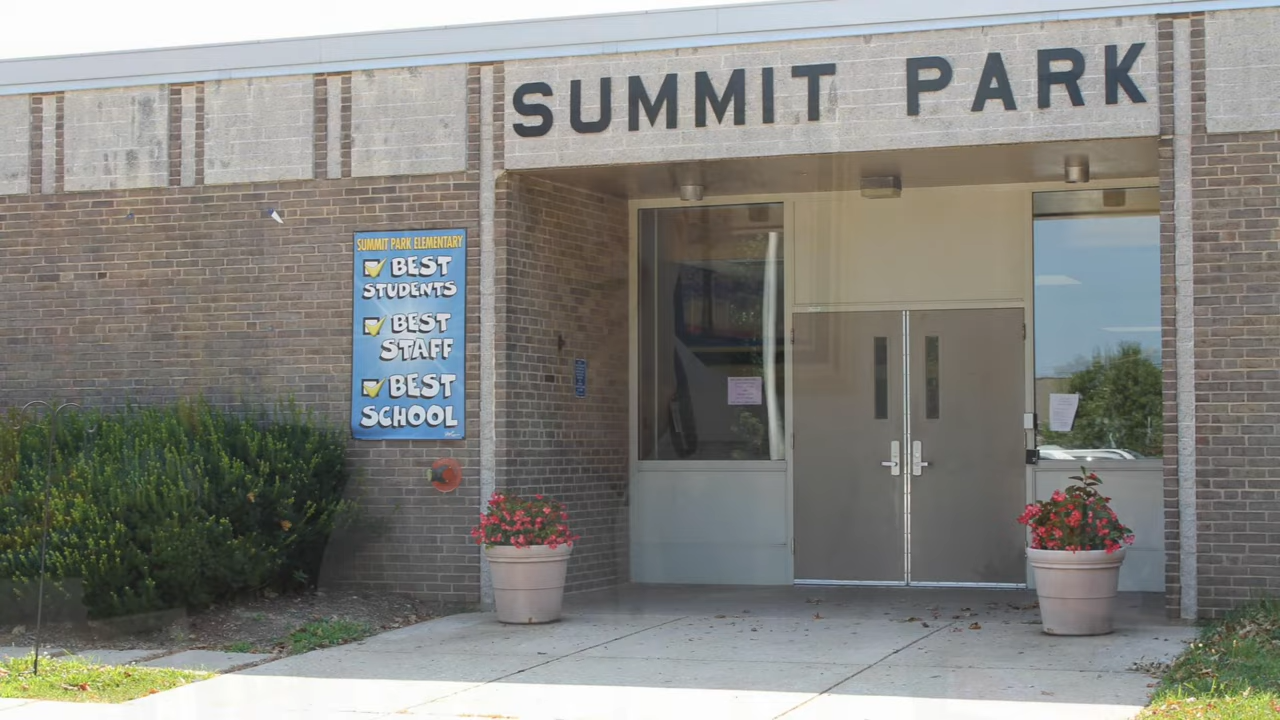 SUMMIT PARK
SUMMIT PARK ELEMENTARY
BEST
STUDENTS
BEST
STAFF
BEST
SCHOOL